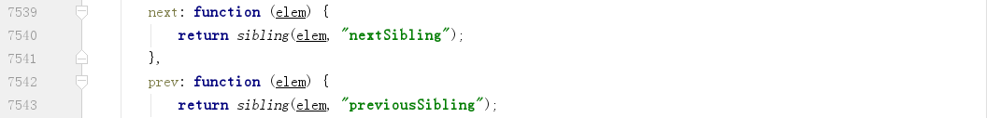 7539 next: function (elem) {
7540 return sibling(elem, "nextSibling");
7541 },
7542 prev: function (elem) {
7543 return sibling(elem, "previousSibling");